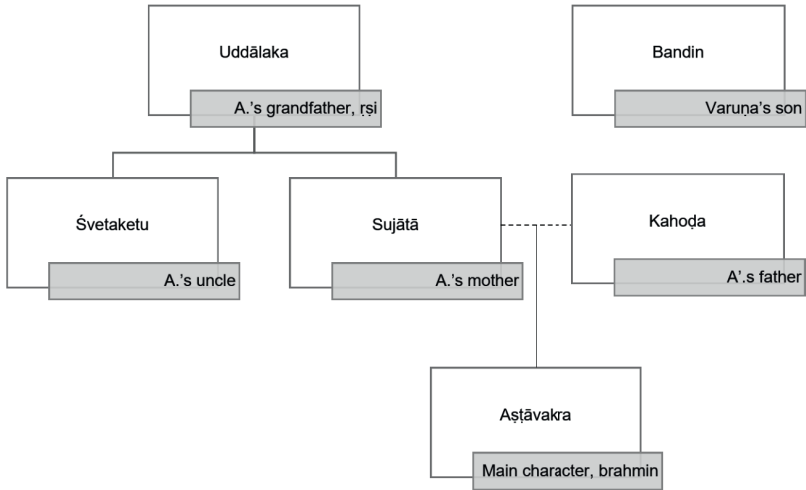 Uddālaka
A.'s grandfather, ṛṣi
Bandin
Varuṇa's son
Śvetaketu
A.'s uncle
Sujātā
A.'s mother
Kahoḍa
A'.s father
Aṣṭāvakra
Main character, brahmin